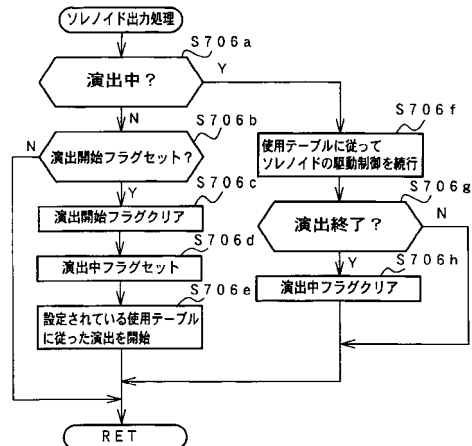 ソレノイド出力処理
S706a
演出中?
Y
N
S706b
N
演出開始フラグセット?
Y
S706c
演出開始フラグクリア
S706d
演出中フラグセット
S706e
設定されている使用テーブル
に従った演出を開始
S706f
使用テーブルに従って
ソレノイドの駆動制御を続行
S706g
演出終了?
N
Y
S706h
演出中フラグクリア
RET